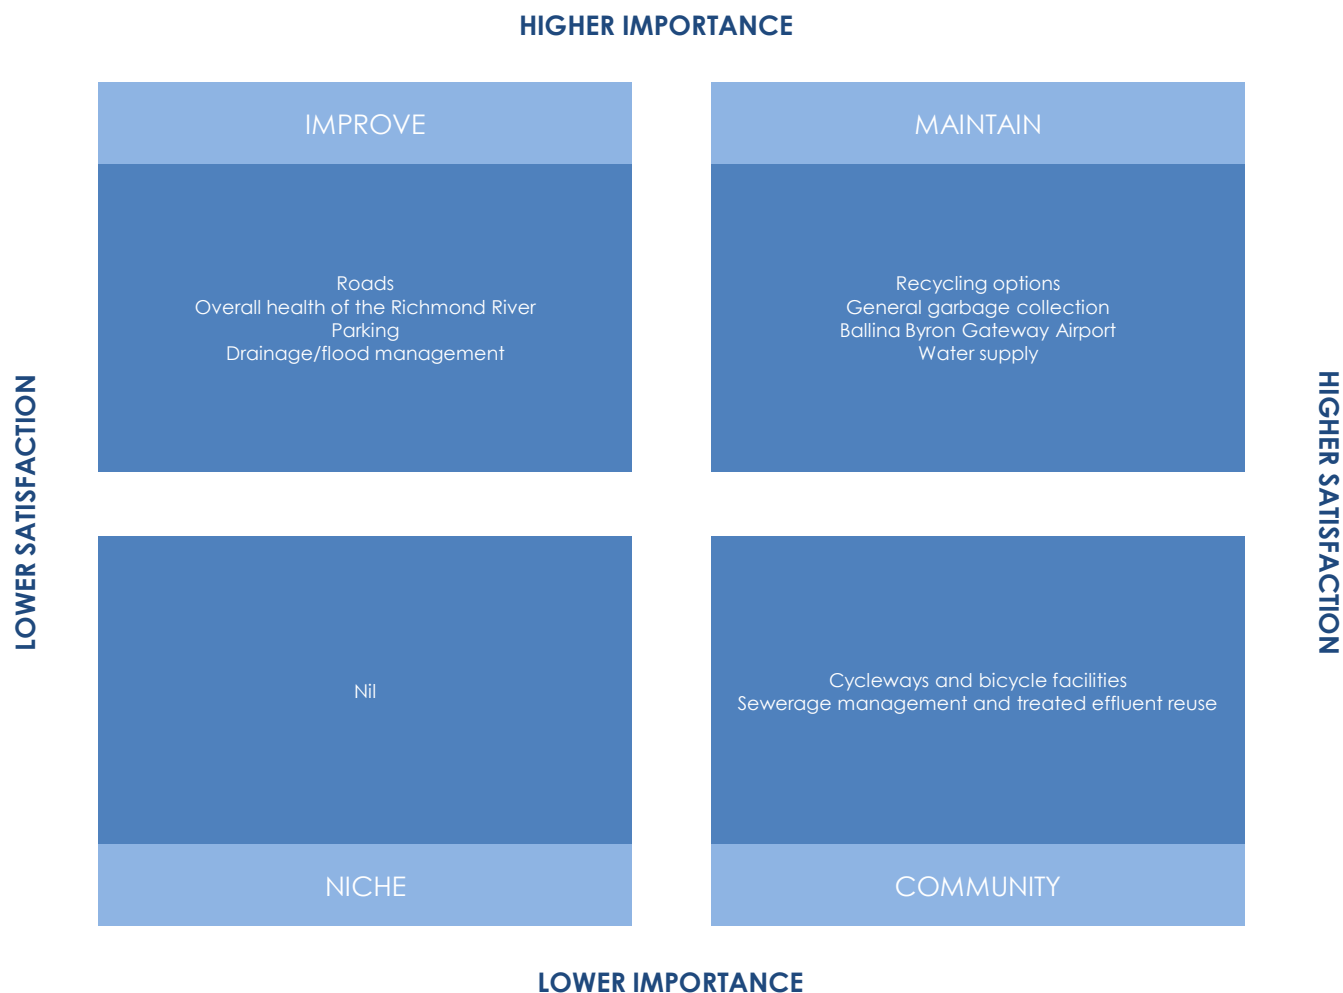 HIGHER IMPORTANCE
IMPROVE
MAINTAIN
Roads
Overall health of the Richmond River
Parking
Drainage/flood management
Recycling options
General garbage collection
Ballina Byron Gateway Airport
Water supply
LOWER SATISFACTION
HIGHER SATISFACTION
Nil
Cycleways and bicycle facilities
Sewerage management and treated effluent reuse
NICHE
COMMUNITY
LOWER IMPORTANCE